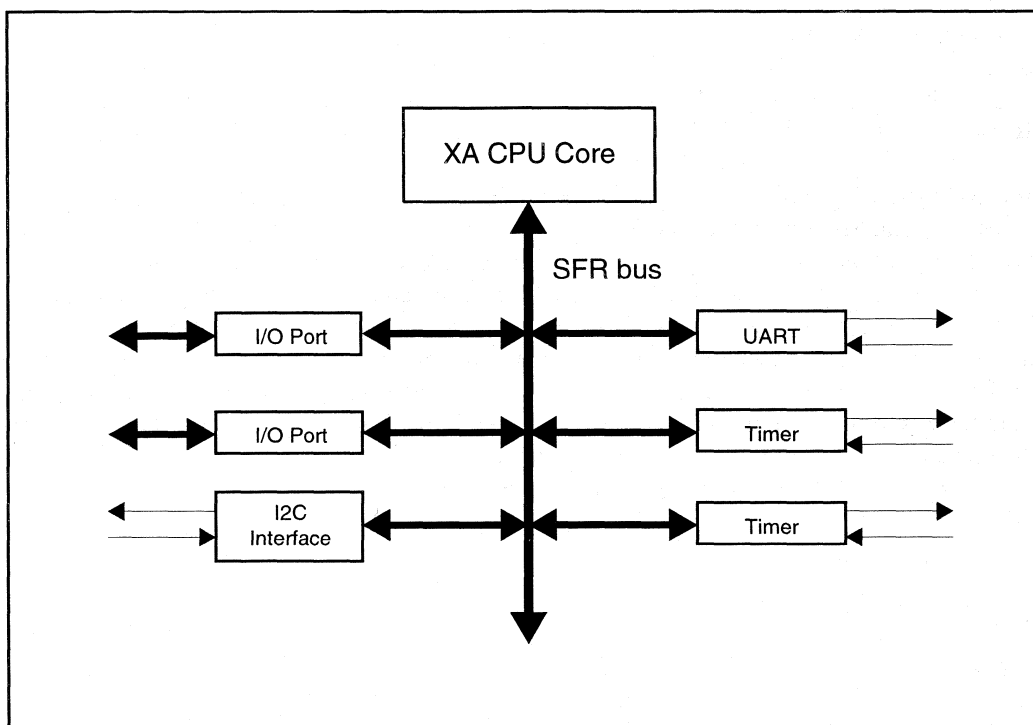 XA CPU Core
SFR bus
I/O Port
UART
I/O Port
Timer
I2C
Interface
Timer